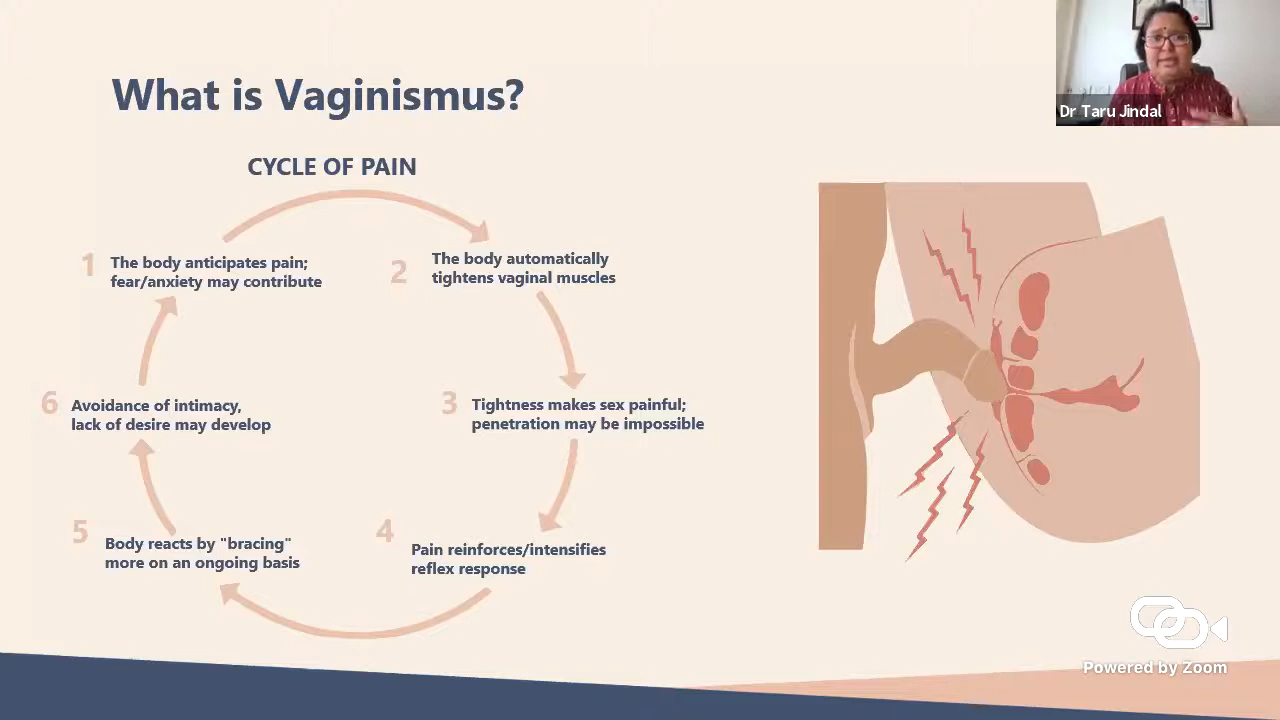 What is Vaginismus?
Dr Taru Jindal
CYCLE OF PAIN
1
The body anticipates pain;
fear/anxiety may contribute
2
The body automatically
tightens vaginal muscles
3
Tightness makes sex painful;
penetration may be impossible
4
Pain reinforces/intensifies
reflex response
5
Body reacts by "bracing"
more on an ongoing basis
6
Avoidance of intimacy,
lack of desire may develop
Powered by Zoom